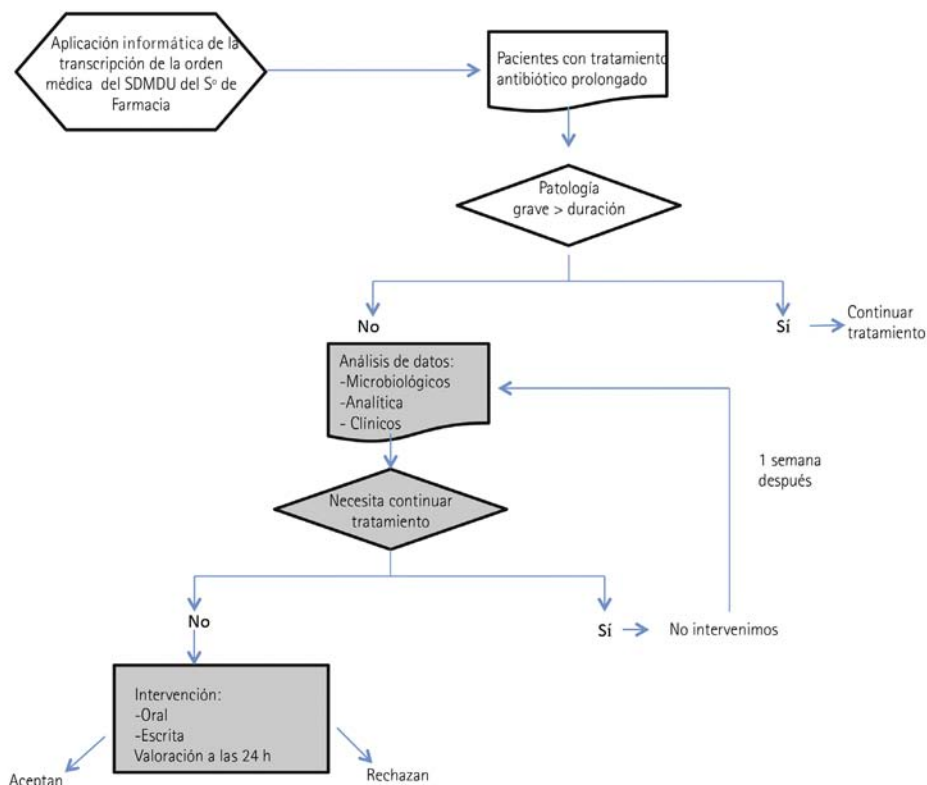 Aplicación informática de la
transcripción de la orden
médica del SDMDU del Sº de
Farmacia
Pacientes con tratamiento
antibiótico prolongado
Patología
grave > duración
No
Sí
Continuar
tratamiento
Análisis de datos:
-Microbiológicos
-Analítica
- Clínicos
1 semana
después
Necesita continuar
tratamiento
No
Sí
No intervenimos
Intervención:
-Oral
-Escrita
Valoración a las 24 h
Aceptan
Rechazan